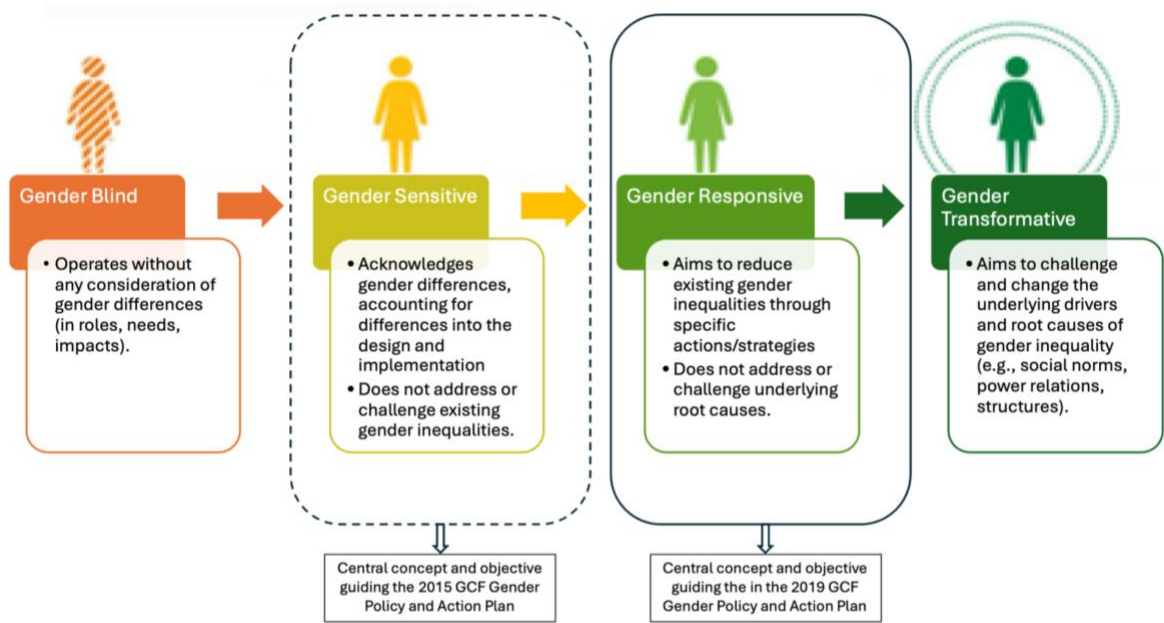 Gender Blind
• Operates without
any consideration of
gender differences
(in roles, needs,
impacts).
Gender Sensitive
• Acknowledges
gender differences,
accounting for
differences into the
design and
implementation
• Does not address or
challenge existing
gender inequalities.
Gender Responsive
• Aims to reduce
existing gender
inequalities through
specific
actions/strategies
• Does not address or
challenge underlying
root causes.
Gender
Transformative
• Aims to challenge
and change the
underlying drivers
and root causes of
gender inequality
(e.g., social norms,
power relations,
structures).
Central concept and objective
guiding the 2015 GCF Gender
Policy and Action Plan
Central concept and objective
guiding the in the 2019 GCF
Gender Policy and Action Plan